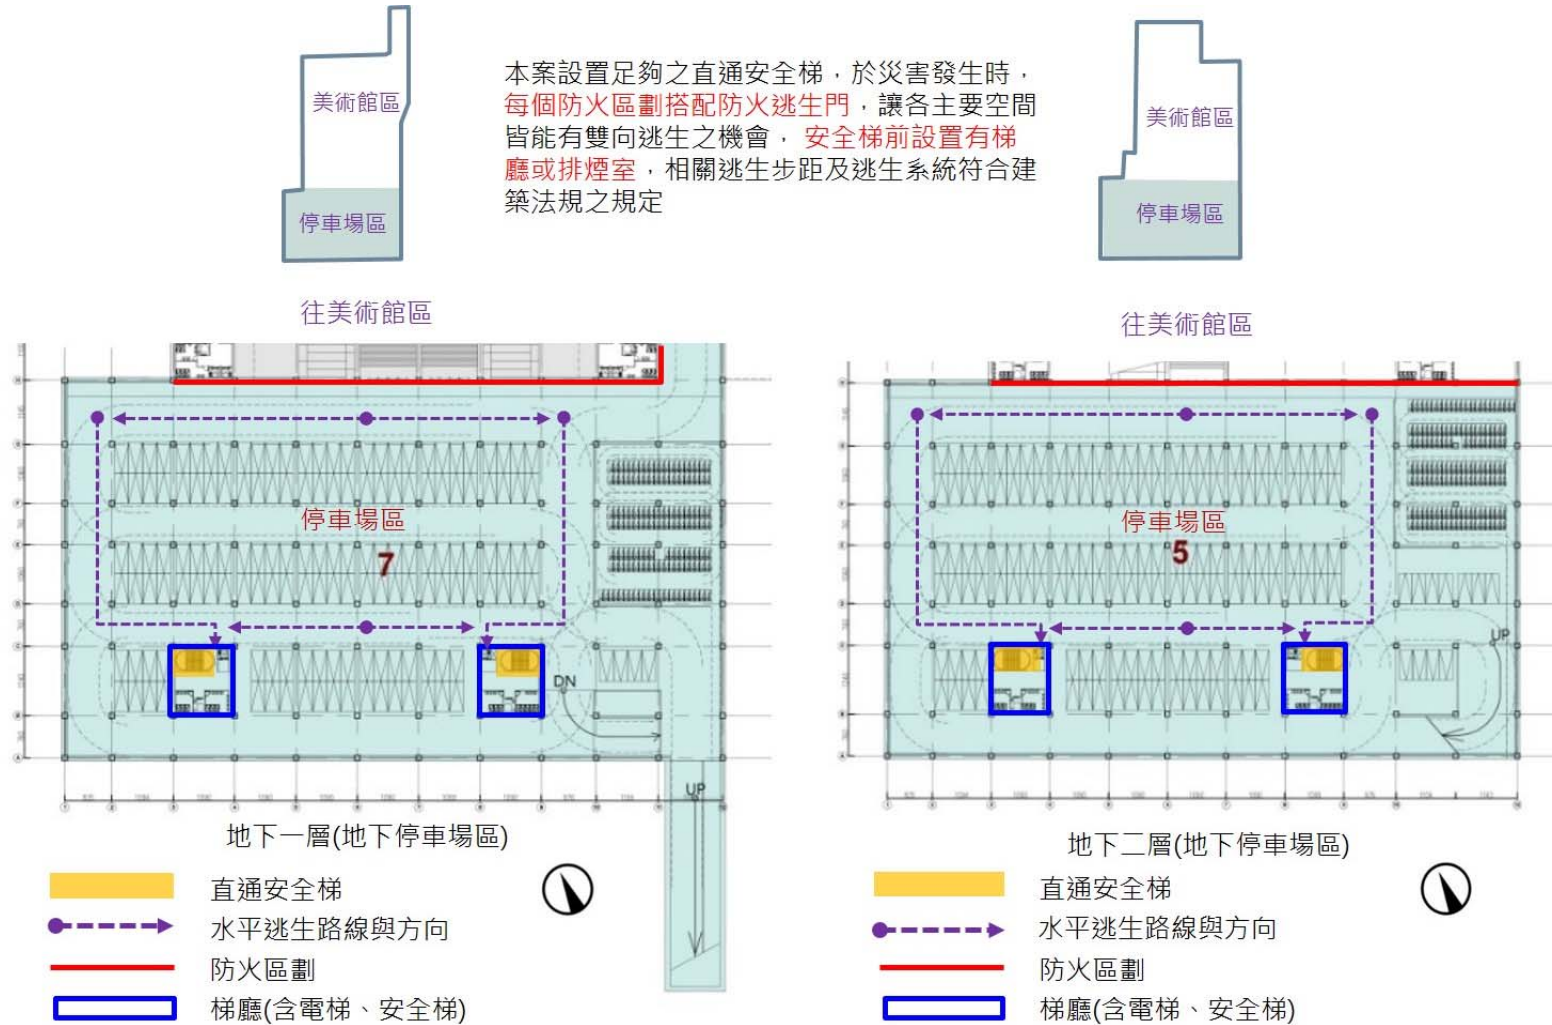 美術館區
停車場區
本案設置足夠之直通安全梯，於災害發生時，
每個防火區劃搭配防火逃生門，讓各主要空間
皆能有雙向逃生之機會， 安全梯前設置有梯
廳或排煙室，相關逃生步距及逃生系統符合建
築法規之規定
美術館區
停車場區
往美術館區
停車場區
7
DN
UP
地下一層(地下停車場區)
直通安全梯
水平逃生路線與方向
防火區劃
梯廳(含電梯、安全梯)
往美術館區
停車場區
5
UP
地下二層(地下停車場區)
直通安全梯
水平逃生路線與方向
防火區劃
梯廳(含電梯、安全梯)